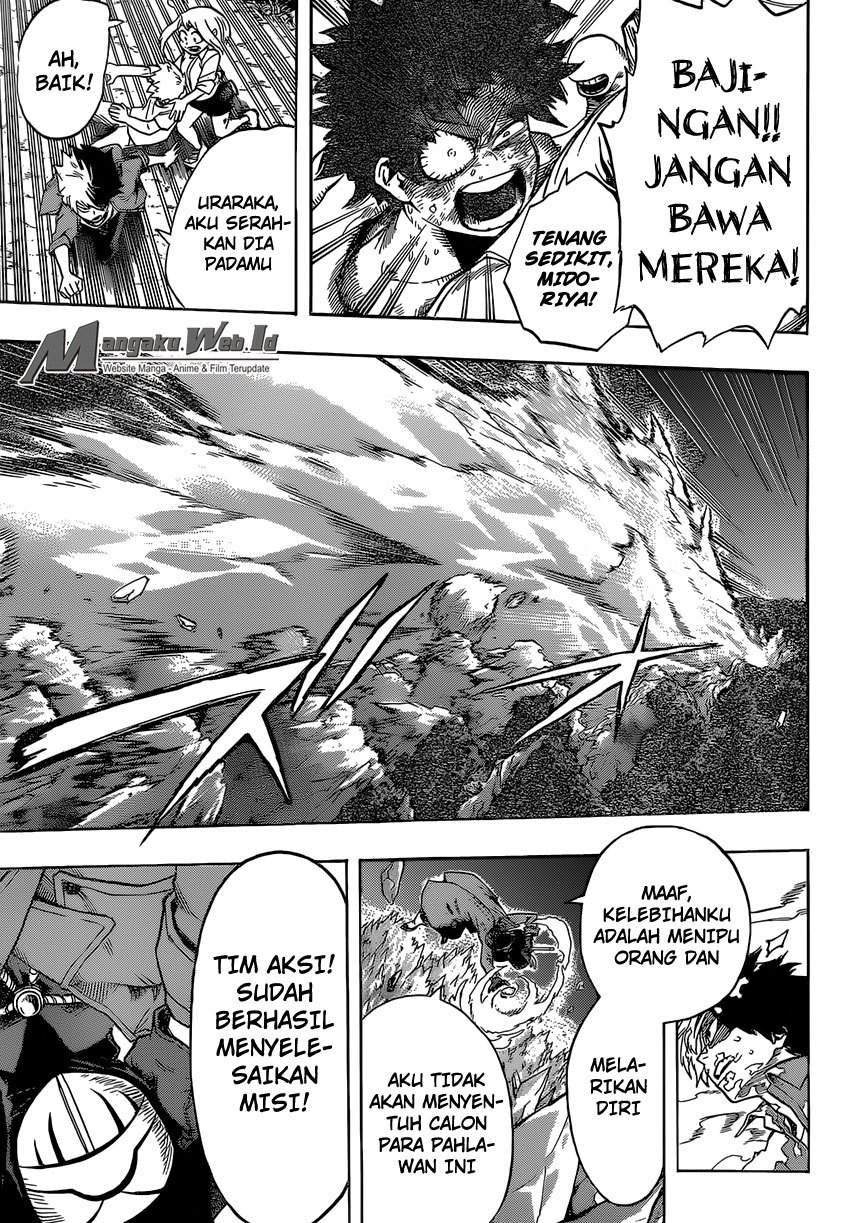 BAJI-
NGAN!!
JANGAN
BAWA
MEREKA!
TENANG
SEDIKIT,
MIDO-
RIYA!
URARAKA,
AKU SERAH-
KAN DIA
PADAMU
AH,
BAIK!
Mangaku.Web.Id
Website Manga - Anime & Film Terupdate
MAAF,
KELEBIHANKU
ADALAH MENIPU
ORANG DAN
MELA-
RIKAN
DIRI
AKU TIDAK
AKAN MENYEN-
TUH CALON
PARA PAHLA-
WAN INI
TIM AKSI!
SUDAH
BERHASIL
MENYELE-
SAIKAN
MISI!